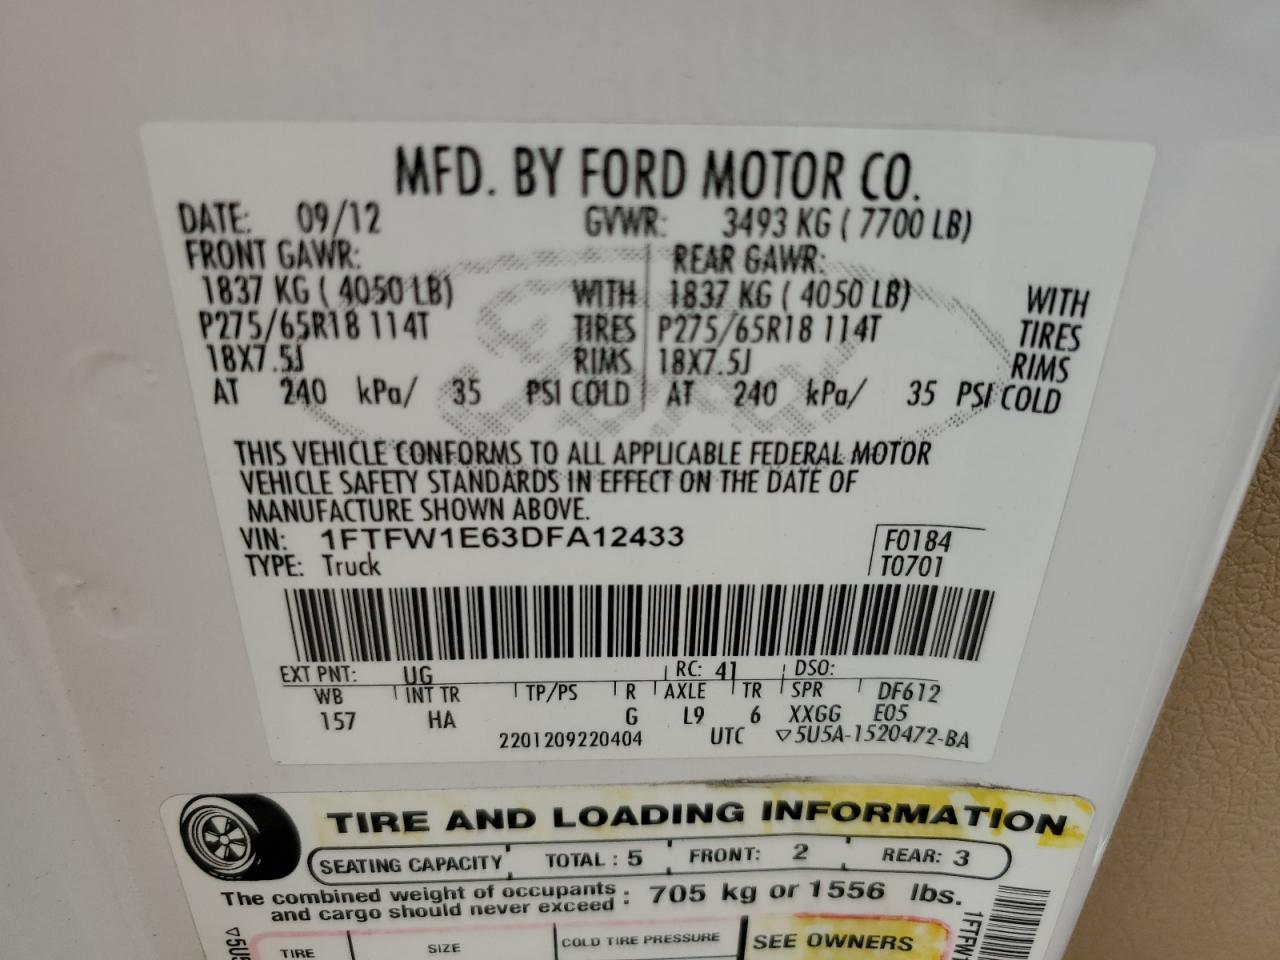 MFD. BY FORD MOTOR CO.
DATE: 09/12 GVWR: 3493 KG ( 7700 LB)
FRONT GAWR: REAR GAWR:
1837 KG ( 4050 LB) WITH 1837 KG ( 4050 LB) WITH
P275/65R18 114T TIRES P275/65R18 114T TIRES
18X7.5J RIMS 18X7.5J RIMS
AT 240 kPa/ 35 PSI COLD AT 240 kPa/ 35 PSI COLD
THIS VEHICLE CONFORMS TO ALL APPLICABLE FEDERAL MOTOR
VEHICLE SAFETY STANDARDS IN EFFECT ON THE DATE OF
MANUFACTURE SHOWN ABOVE.
VIN: 1FTFW1E63DFA12433 F0184
TYPE: Truck T0701
EXT PNT: UG RC: 41 DSO:
WB INT TR TP/PS R AXLE TR SPR DF612
157 HA G L9 6 XXGG E05
2201209220404 UTC ▽5U5A-1520472-BA
TIRE AND LOADING INFORMATION
SEATING CAPACITY TOTAL : 5 FRONT: 2 REAR: 3
The combined weight of occupants : 705 kg or 1556 lbs.
and cargo should never exceed
TIRE SIZE COLD TIRE PRESSURE SEE OWNERS
▽5U5
1FTFW1